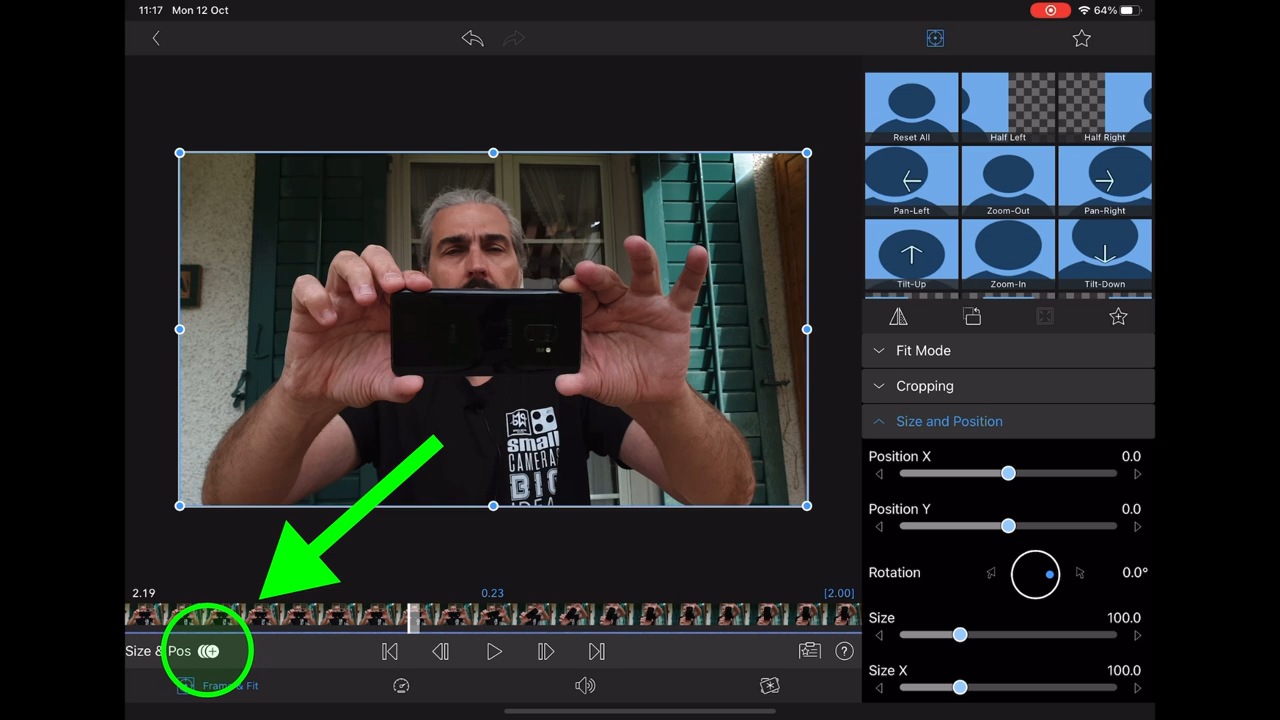 11:17 Mon 12 Oct
64%
Reset All
Half Left
Half Right
Pan-Left
Zoom-Out
Pan-Right
Tilt-Up
Zoom-In
Tilt-Down
Fit Mode
Cropping
Size and Position
Position X 0.0
Position Y 0.0
Rotation 0.0°
Size 100.0
Size X 100.0
small
CAMERAS
BIG
2.19 0.23 [2.00]
Size & Pos
?
Frame & Fit